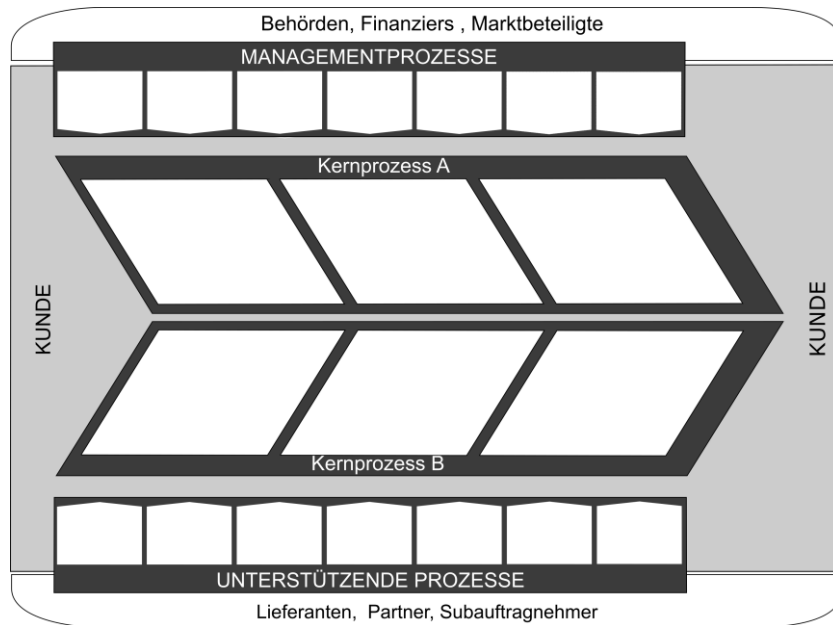 Behörden, Finanziers , Marktbeteiligte
MANAGEMENTPROZESSE
Kernprozess A
KUNDE
KUNDE
Kernprozess B
UNTERSTÜTZENDE PROZESSE
Lieferanten, Partner, Subauftragnehmer